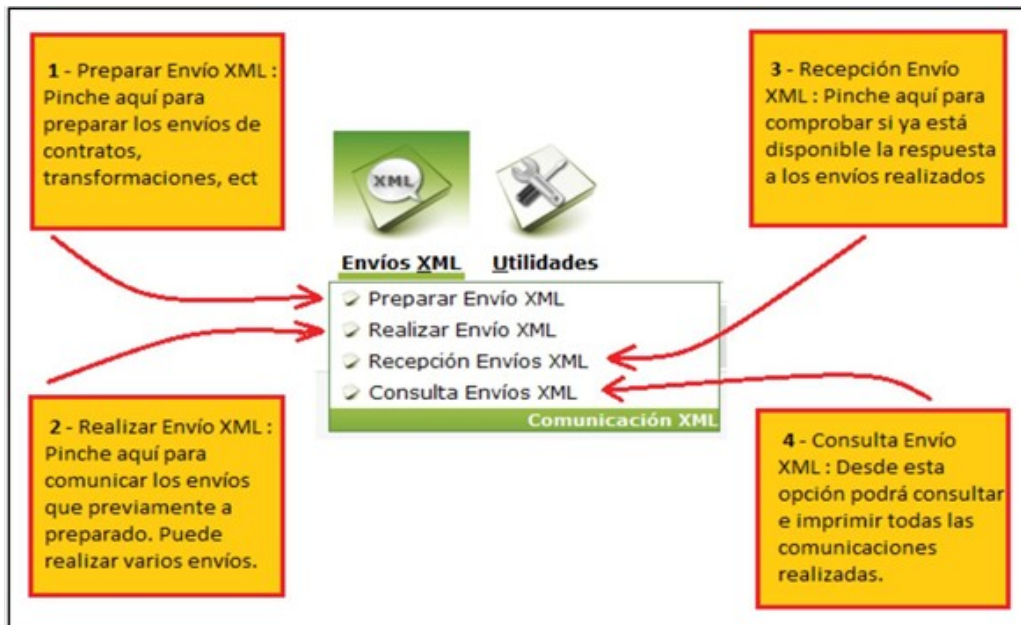 1 - Preparar Envío XML :
Pinche aquí para
preparar los envíos de
contratos,
transformaciones, ect
3 - Recepción Envío
XML : Pinche aquí para
comprobar si ya está
disponible la respuesta
a los envíos realizados
XML
Envíos XML Utilidades
Preparar Envío XML
Realizar Envío XML
Recepción Envíos XML
Consulta Envíos XML
Comunicación XML
2 - Realizar Envío XML :
Pinche aquí para
comunicar los envíos
que previamente a
preparado. Puede
realizar varios envíos.
4 - Consulta Envío
XML : Desde esta
opción podrá consultar
e imprimir todas las
comunicaciones
realizadas.